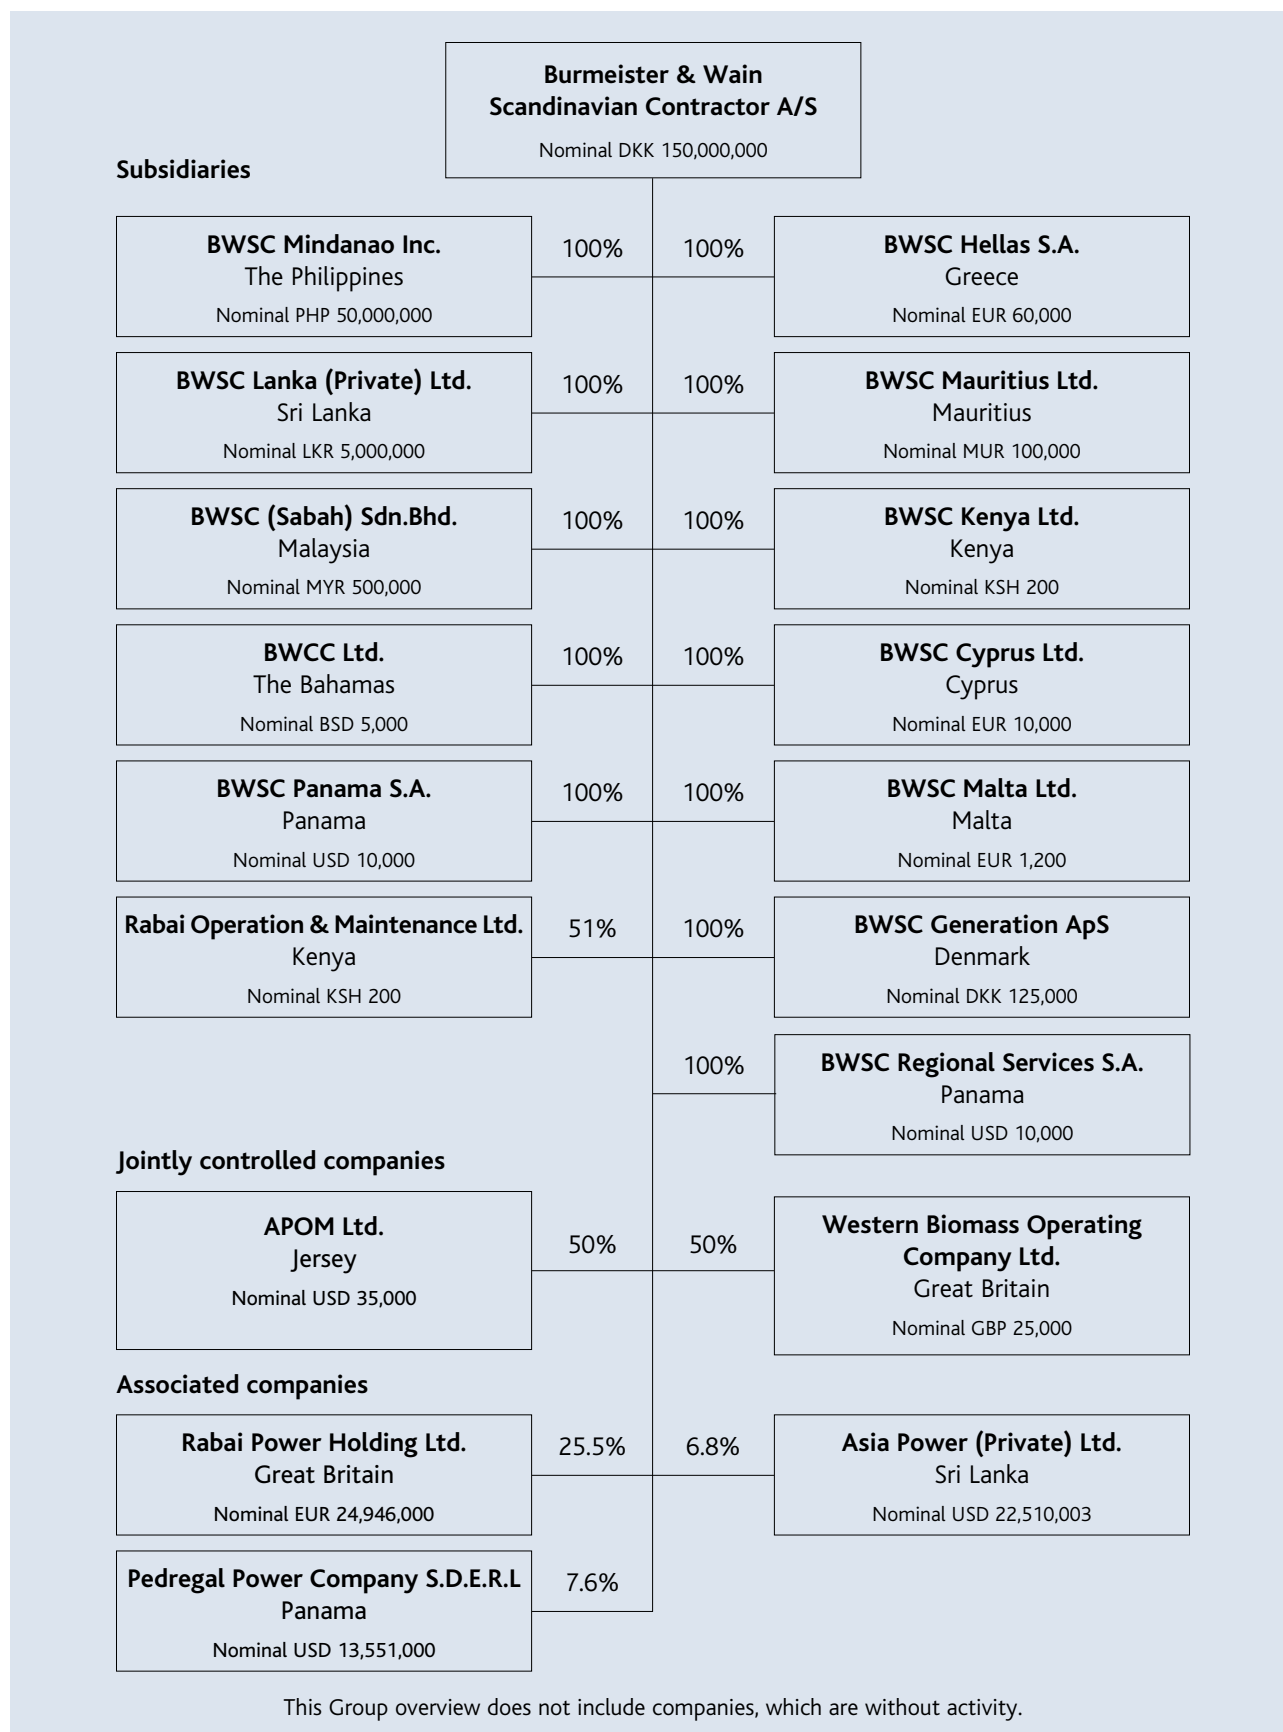 Burmeister & Wain
Scandinavian Contractor A/S
Nominal DKK 150,000,000
Subsidiaries
BWSC Mindanao Inc.
The Philippines
Nominal PHP 50,000,000
100%
100%
BWSC Hellas S.A.
Greece
Nominal EUR 60,000
BWSC Lanka (Private) Ltd.
Sri Lanka
Nominal LKR 5,000,000
100%
100%
BWSC Mauritius Ltd.
Mauritius
Nominal MUR 100,000
BWSC (Sabah) Sdn.Bhd.
Malaysia
Nominal MYR 500,000
100%
100%
BWSC Kenya Ltd.
Kenya
Nominal KSH 200
BWCC Ltd.
The Bahamas
Nominal BSD 5,000
100%
100%
BWSC Cyprus Ltd.
Cyprus
Nominal EUR 10,000
BWSC Panama S.A.
Panama
Nominal USD 10,000
100%
100%
BWSC Malta Ltd.
Malta
Nominal EUR 1,200
Rabai Operation & Maintenance Ltd.
Kenya
Nominal KSH 200
51%
100%
BWSC Generation ApS
Denmark
Nominal DKK 125,000
100%
BWSC Regional Services S.A.
Panama
Nominal USD 10,000
Jointly controlled companies
APOM Ltd.
Jersey
Nominal USD 35,000
50%
50%
Western Biomass Operating
Company Ltd.
Great Britain
Nominal GBP 25,000
Associated companies
Rabai Power Holding Ltd.
Great Britain
Nominal EUR 24,946,000
25.5%
6.8%
Asia Power (Private) Ltd.
Sri Lanka
Nominal USD 22,510,003
Pedregal Power Company S.D.E.R.L
Panama
Nominal USD 13,551,000
7.6%
This Group overview does not include companies, which are without activity.